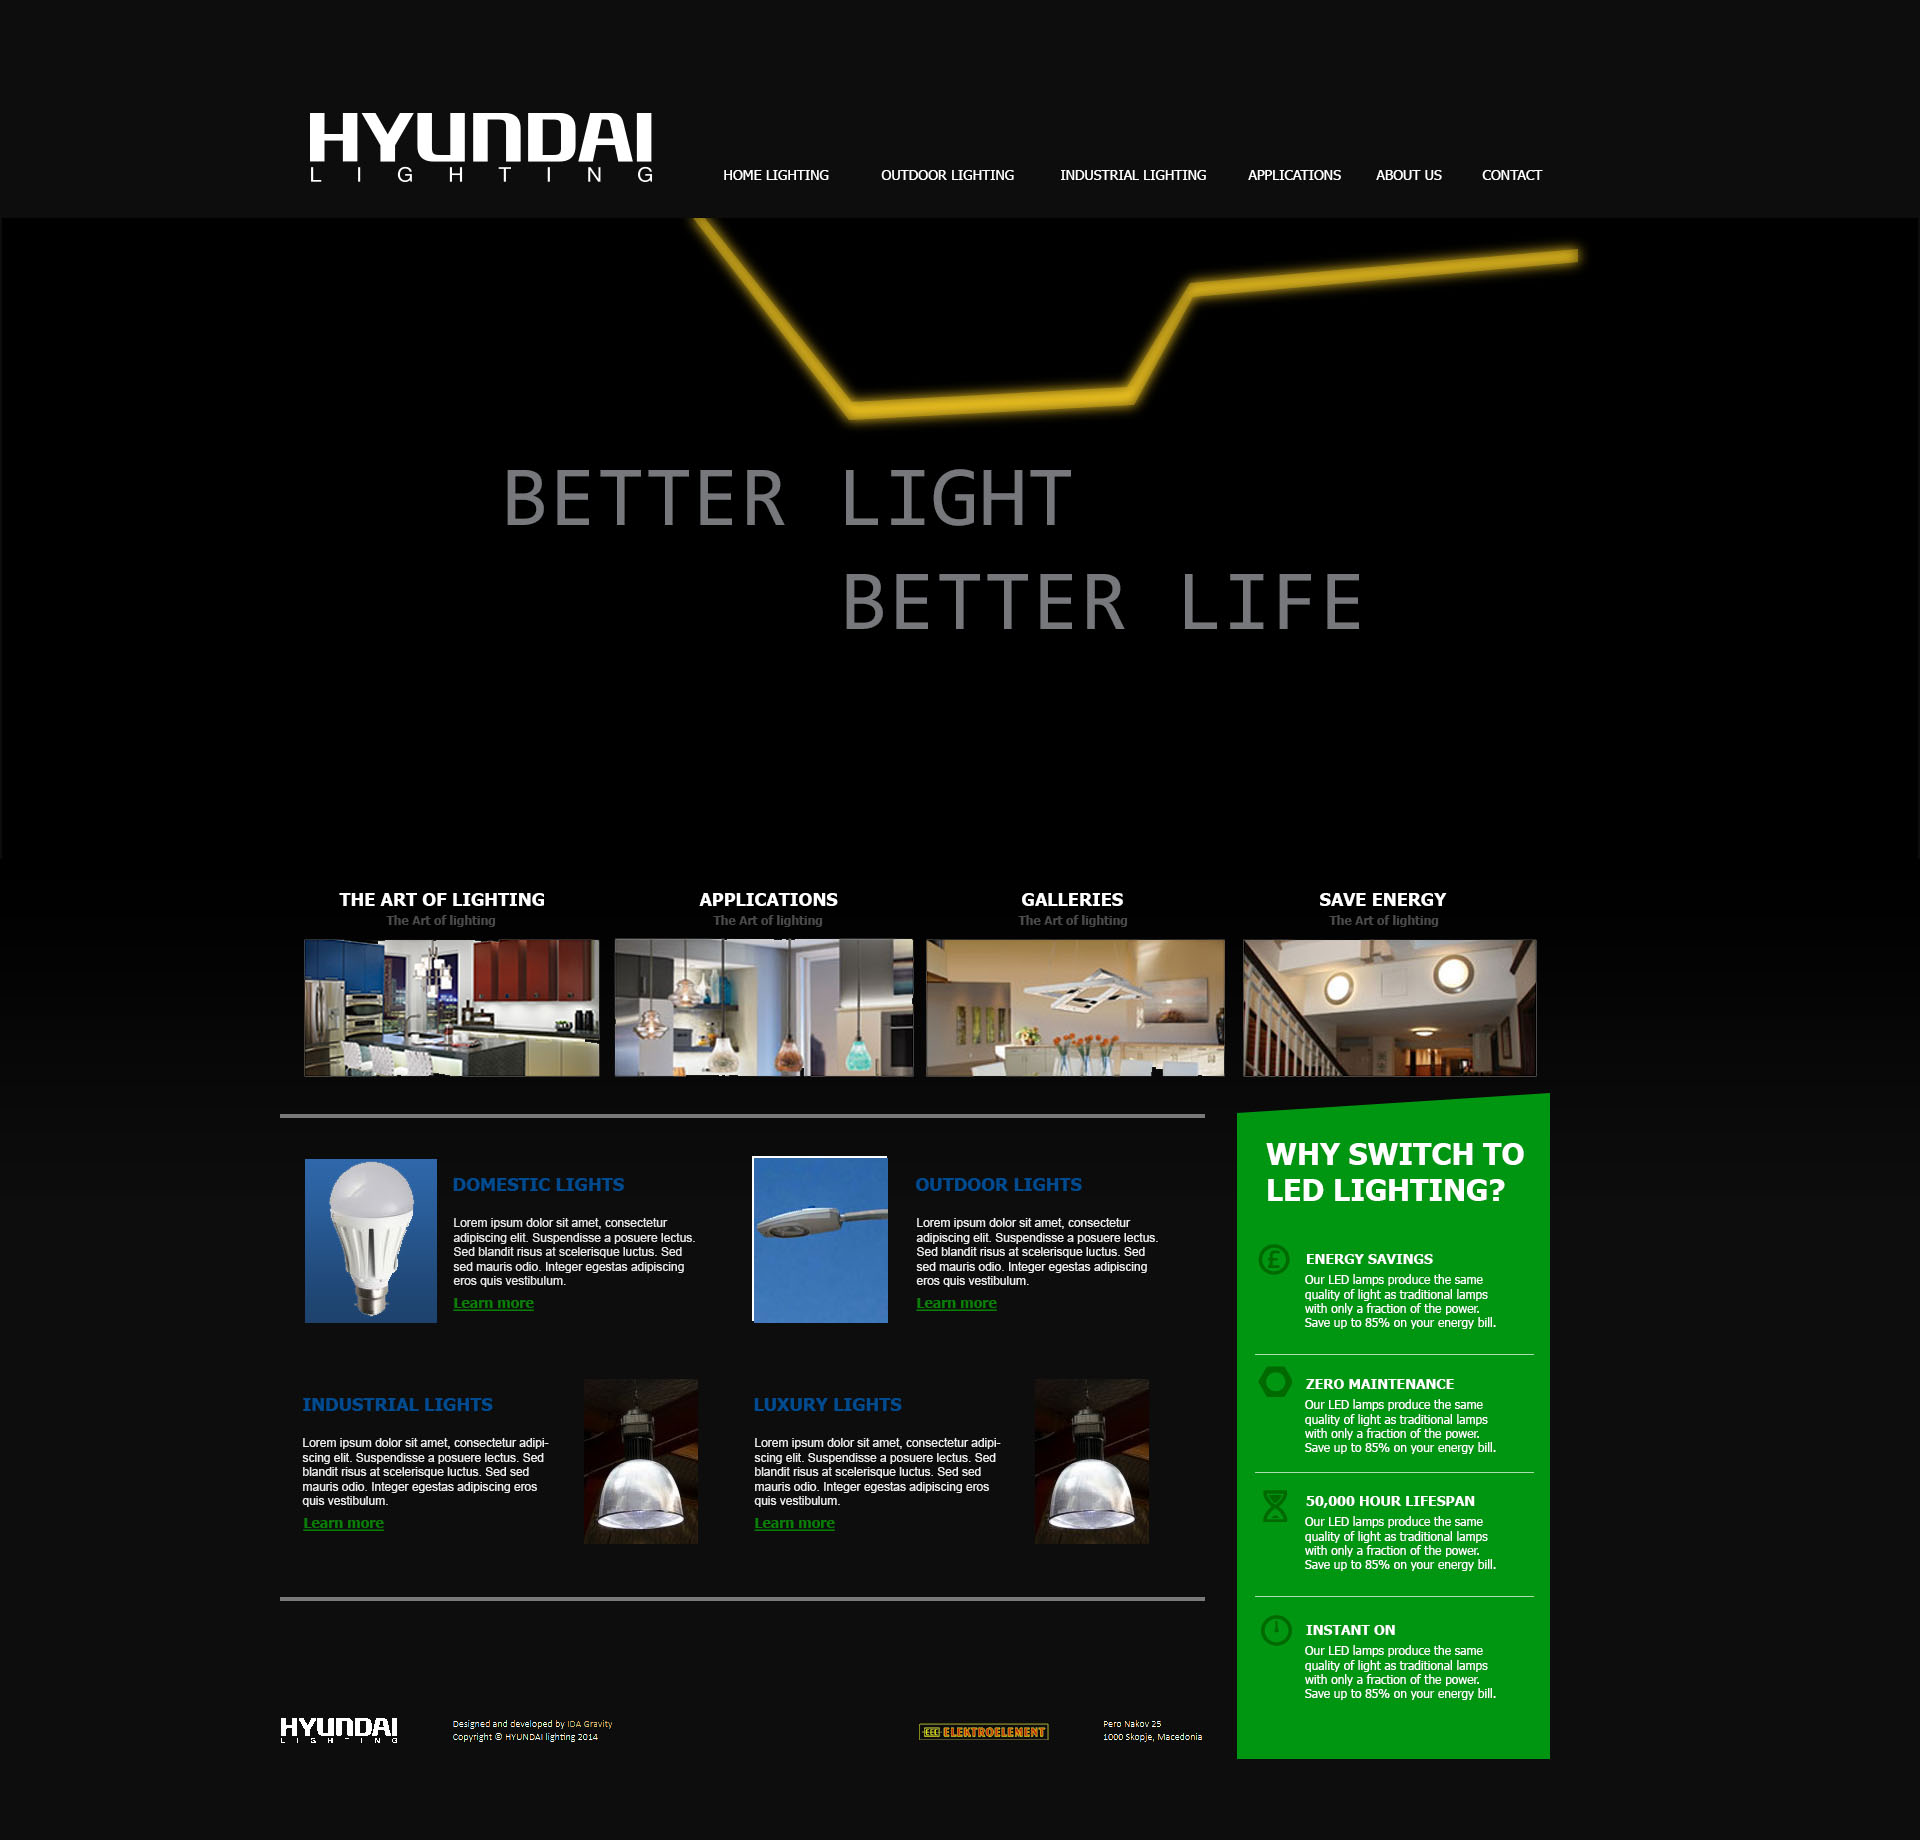 HYUNDAI
LIGHTING
HOME LIGHTING
OUTDOOR LIGHTING
INDUSTRIAL LIGHTING
APPLICATIONS
ABOUT US
CONTACT
BETTER LIGHT
BETTER LIFE
THE ART OF LIGHTING
The Art of lighting
APPLICATIONS
The Art of lighting
GALLERIES
The Art of lighting
SAVE ENERGY
The Art of lighting
DOMESTIC LIGHTS
Lorem ipsum dolor sit amet, consectetur
adipiscing elit. Suspendisse a posuere lectus.
Sed blandit risus at scelerisque luctus. Sed
sed mauris odio. Integer egestas adipiscing
eros quis vestibulum.
Learn more
OUTDOOR LIGHTS
Lorem ipsum dolor sit amet, consectetur
adipiscing elit. Suspendisse a posuere lectus.
Sed blandit risus at scelerisque luctus. Sed
sed mauris odio. Integer egestas adipiscing
eros quis vestibulum.
Learn more
INDUSTRIAL LIGHTS
Lorem ipsum dolor sit amet, consectetur adipi-
scing elit. Suspendisse a posuere lectus. Sed
blandit risus at scelerisque luctus. Sed sed
mauris odio. Integer egestas adipiscing eros
quis vestibulum.
Learn more
LUXURY LIGHTS
Lorem ipsum dolor sit amet, consectetur adipi-
scing elit. Suspendisse a posuere lectus. Sed
blandit risus at scelerisque luctus. Sed sed
mauris odio. Integer egestas adipiscing eros
quis vestibulum.
Learn more
WHY SWITCH TO
LED LIGHTING?
£
ENERGY SAVINGS
Our LED lamps produce the same
quality of light as traditional lamps
with only a fraction of the power.
Save up to 85% on your energy bill.
ZERO MAINTENANCE
Our LED lamps produce the same
quality of light as traditional lamps
with only a fraction of the power.
Save up to 85% on your energy bill.
50,000 HOUR LIFESPAN
Our LED lamps produce the same
quality of light as traditional lamps
with only a fraction of the power.
Save up to 85% on your energy bill.
INSTANT ON
Our LED lamps produce the same
quality of light as traditional lamps
with only a fraction of the power.
Save up to 85% on your energy bill.
HYUNDAI
LIGHTING
Designed and developed by IDA Gravity
Copyright © HYUNDAI lighting 2014
ELEKTROELEMENT
Pero Nakov 25
1000 Skopje, Macedonia